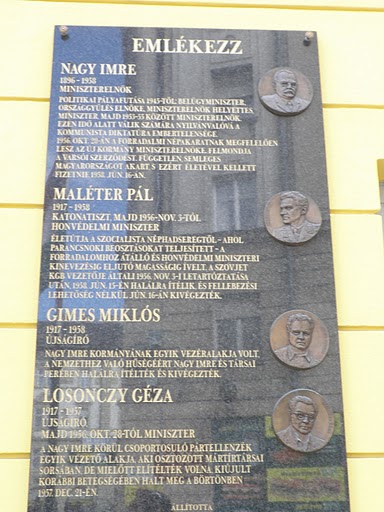 EMLÉKEZZ
NAGY IMRE
1896 - 1958
MINISZTERELNÖK
POLITIKAI PÁLYAFUTÁSA 1945-TŐL: BELÜGYMINISZTER,
ORSZÁGGYŰLÉS ELNÖKE, MINISZTERELNÖK HELYETTES,
MINISZTER, MAJD 1953-55 KÖZÖTT MINISZTERELNÖK
EZEN IDŐ ALATT VÁLIK SZÁMÁRA NYILVÁNVALÓVÁ A
KOMMUNISTA DIKTATÚRA EMBERTELENSÉGE.
1956. OKT. 28-ÁN A FORRADALMI NÉPAKARATNAK MEGFELELŐEN
LESZ AZ ÚJ KORMÁNY MINISZTERELNÖKE. FELMONDJA
A VARSÓI SZERZŐDÉST. FÜGGETLEN, SEMLEGES
MAGYARORSZÁGOT AKART S EZÉRT ÉLETÉVEL KELLETT
FIZETNIE 1958. JÚN. 16-ÁN.
MALÉTER PÁL
1917 - 1958
KATONATISZT, MAJD 1956-NOV. 3-TÓL
HONVÉDELMI MINISZTER
ÉLETÚTJA A SZOCIALISTA NÉPHADSEREGTŐL - AHOL
PARANCSNOKI BEOSZTÁSOKAT TELJESÍTETT - A
FORRADALOMHOZ ÁTÁLLÓ ÉS HONVÉDELMI MINISZTERI
KINEVEZÉSIG ELJUTÓ MAGASSÁGIG ÍVELT. A SZOVJET
KGB VEZETŐJE ÁLTALI 1956. NOV. 3-I LETARTÓZTATÁSA
UTÁN 1958. JÚN. 15-ÉN HALÁLRA ÍTÉLIK, ÉS FELLEBEZÉSI
LEHETŐSÉG NÉLKÜL JÚN. 16-ÁN KIVÉGEZTÉK.
GIMES MIKLÓS
1917 - 1958
ÚJSÁGÍRÓ
NAGY IMRE KORMÁNYÁNAK EGYIK VEZÉRALAKJA VOLT.
A NEMZETHEZ VALÓ HŰSÉGÉÉRT NAGY IMRE ÉS TÁRSAI
PERÉBEN HALÁLRA ÍTÉLTÉK ÉS KIVÉGEZTÉK.
LOSONCZY GÉZA
1917 - 1957
ÚJSÁGÍRÓ
MAJD 1956. OKT. 28-TÓL MINISZTER
A NAGY IMRE KÖRÜL CSOPORTOSULÓ PÁRTELLENZÉK
EGYIK VEZETŐ ALAKJA, AKI OSZTOZOTT MÁRTÍRTÁRSAI
SORSÁBAN. DE MIELŐTT ELÍTÉLTÉK VOLNA, KIÚJULT
KORÁBBI BETEGSÉGÉBEN HALT MEG A BÖRTÖNBEN
1957. DEC. 21-ÉN.
ÁLLÍTOTTA